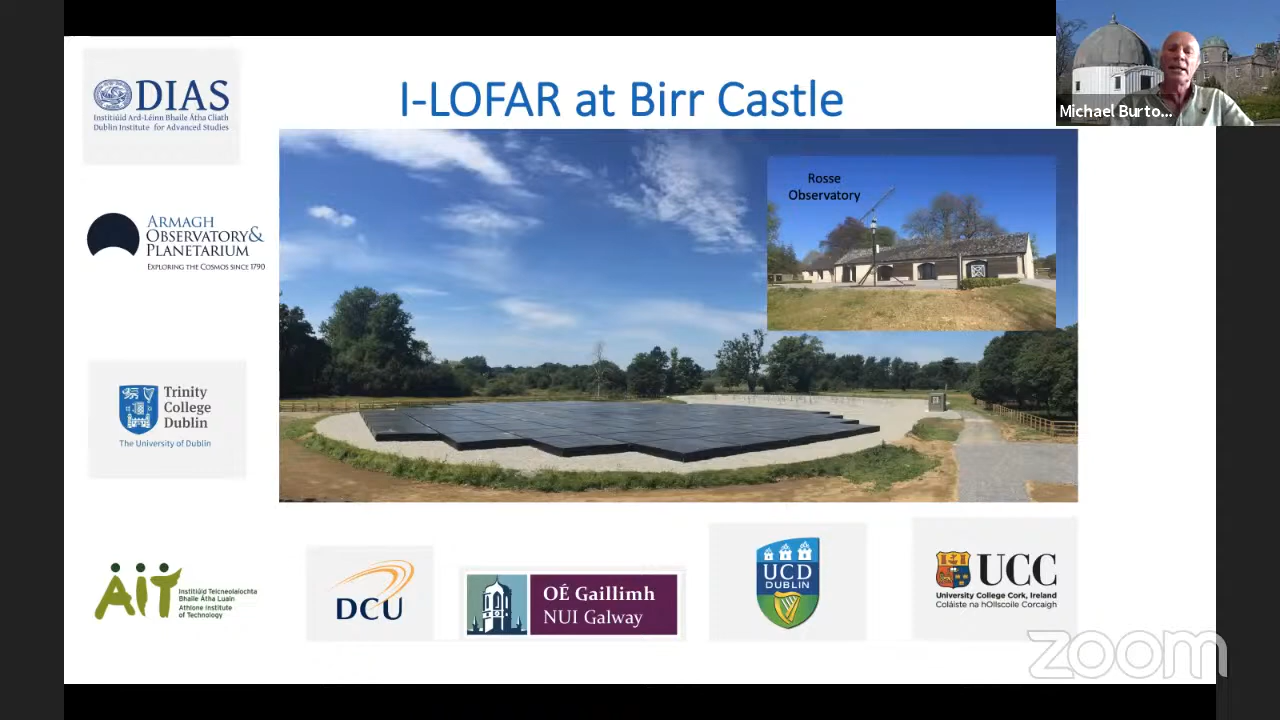 I-LOFAR at Birr Castle
Michael Burto...
DIAS
Institiúid Ard-Léinn Bhaile Átha Cliath
Dublin Institute for Advanced Studies
Rosse
Observatory
ARMAGH
OBSERVATORY&
PLANETARIUM
EXPLORING THE COSMOS SINCE 1790
Trinity
College
Dublin
The University of Dublin
AIT
Institiúid Teicneolaíochta
Bhaile Átha Luain
Athlone Institute
of Technology
DCU
OÉ Gaillimh
NUI Galway
UCD
DUBLIN
UCC
University College Cork, Ireland
Coláiste na hOllscoile Corcaigh
zoom